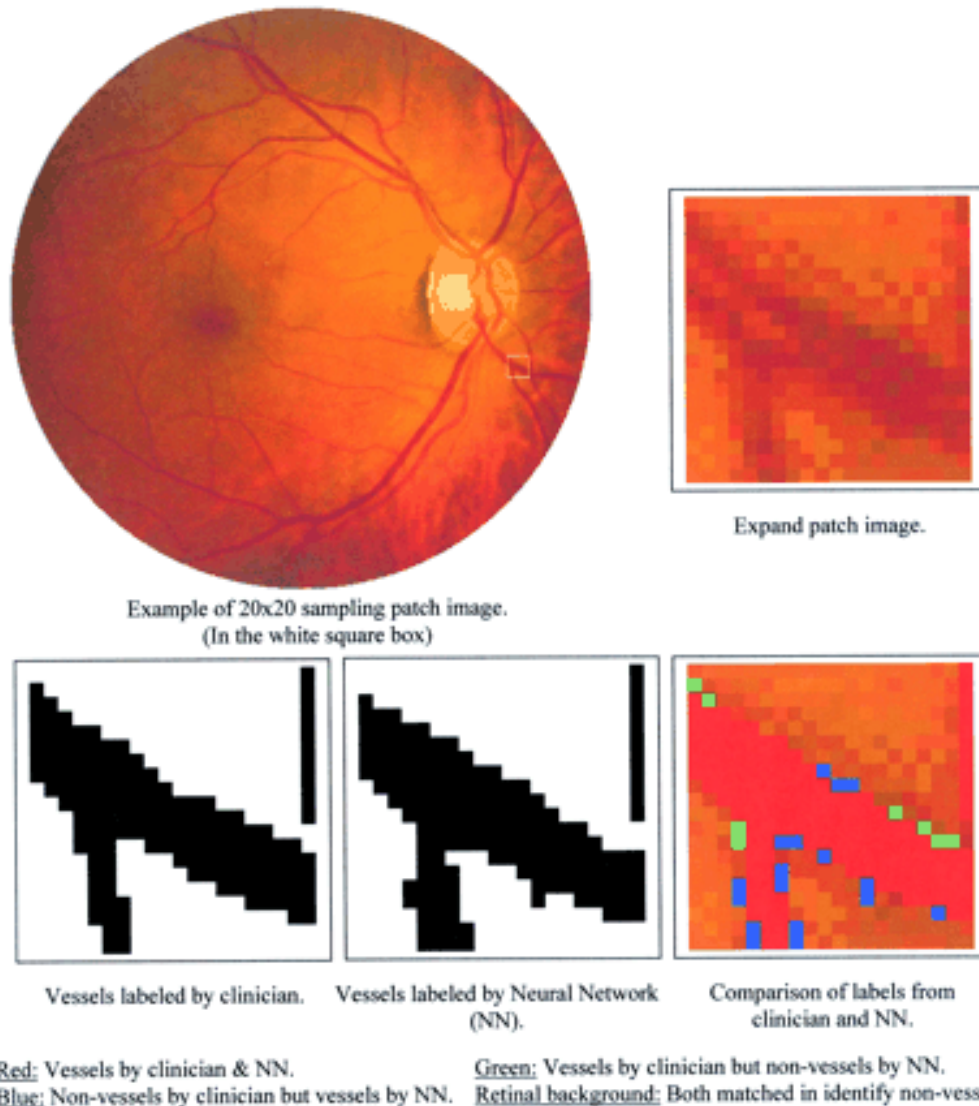 Expand patch image.
Example of 20x20 sampling patch image.
(In the white square box)
Vessels labeled by clinician.
Vessels labeled by Neural Network
(NN).
Comparison of labels from
clinician and NN.
Red: Vessels by clinician & NN.
Green: Vessels by clinician but non-vessels by NN.
Blue: Non-vessels by clinician but vessels by NN.
Retinal background: Both matched in identify non-vess